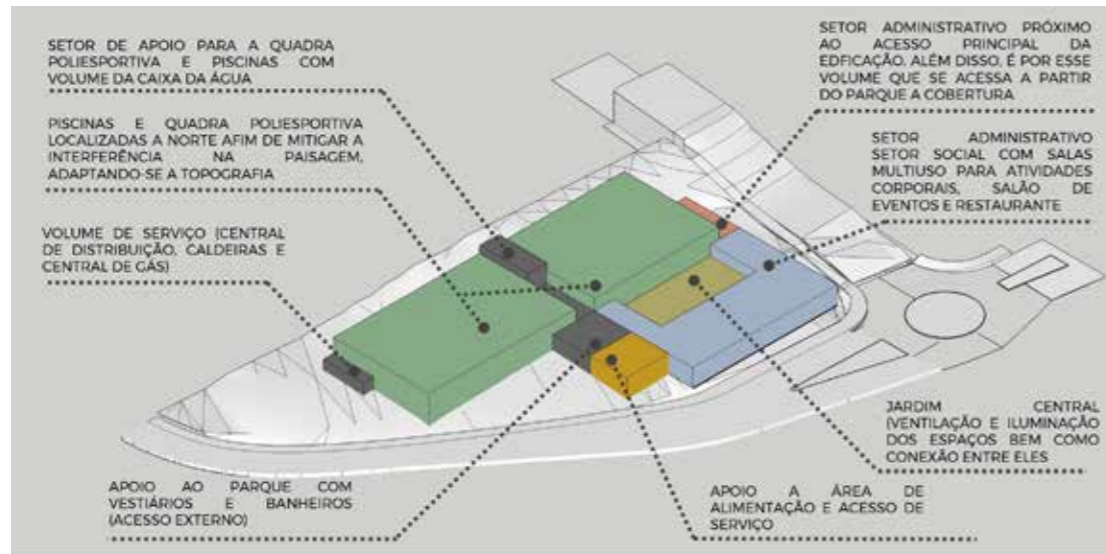 SETOR DE APOIO PARA A QUADRA
POLIESPORTIVA E PISCINAS COM
VOLUME DA CAIXA DA ÁGUA
PISCINAS E QUADRA POLIESPORTIVA
LOCALIZADAS A NORTE AFIM DE MITIGAR A
INTERFERÊNCIA NA PAISAGEM,
ADAPTANDO-SE A TOPOGRAFIA
VOLUME DE SERVIÇO (CENTRAL
DE DISTRIBUIÇÃO, CALDEIRAS E
CENTRAL DE GÁS)
APOIO AO PARQUE COM
VESTIÁRIOS E BANHEIROS
(ACESSO EXTERNO)
SETOR ADMINISTRATIVO PRÓXIMO
AO ACESSO PRINCIPAL DA
EDFICAÇÃO. ALÉM DISSO, É POR ESSE
VOLUME QUE SE ACESSA A PARTIR
DO PARQUE A COBERTURA
SETOR ADMINISTRATIVO
SETOR SOCIAL COM SALAS
MULTIUSO PARA ATIVIDADES
CORPORAIS, SALÃO DE
EVENTOS E RESTAURANTE
JARDIM CENTRAL
(VENTILAÇÃO E ILUMINAÇÃO
DOS ESPAÇOS BEM COMO
CONEXÃO ENTRE ELES
APOIO A ÁREA DE
ALIMENTAÇÃO E ACESSO DE
SERVIÇO